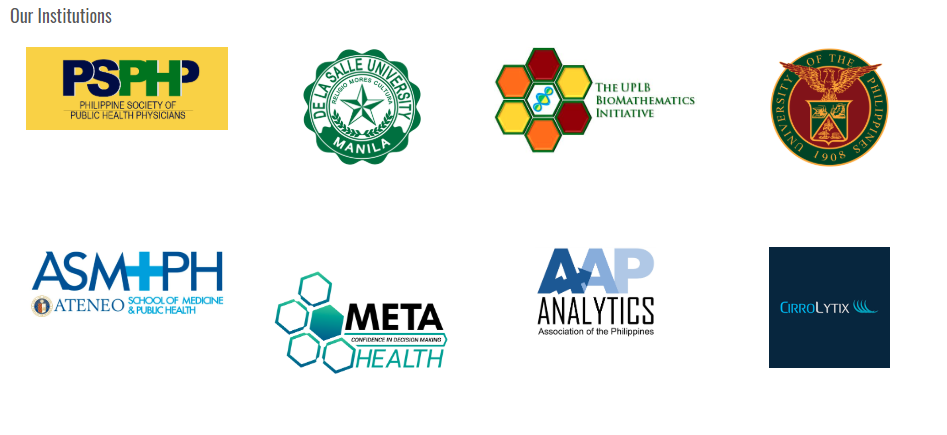 Our Institutions
PSPHP
PHILIPPINE SOCIETY OF
PUBLIC HEALTH PHYSICIANS
DE LA SALLE UNIVERSITY
RELIGIO MORES CULTURA
MANILA
THE UPLB
BIOMATHEMATICS
INITIATIVE
UNIVERSITY OF THE PHILIPPINES
1908
ASM+PH
ATENEO SCHOOL OF MEDICINE
& PUBLIC HEALTH
META
CONFIDENCE IN DECISION MAKING
HEALTH
AAP
ANALYTICS
Association of the Philippines
CIRROLYTIX